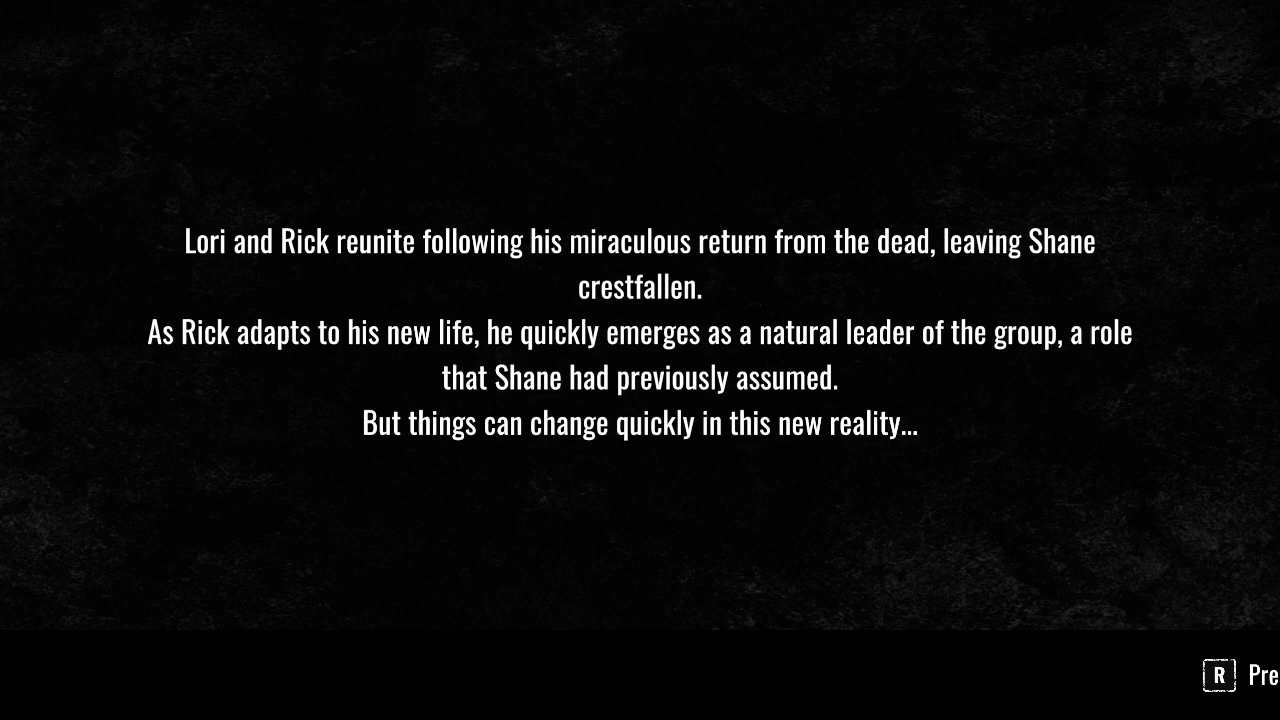 Lori and Rick reunite following his miraculous return from the dead, leaving Shane
crestfallen.
As Rick adapts to his new life, he quickly emerges as a natural leader of the group, a role
that Shane had previously assumed.
But things can change quickly in this new reality...
R Pre